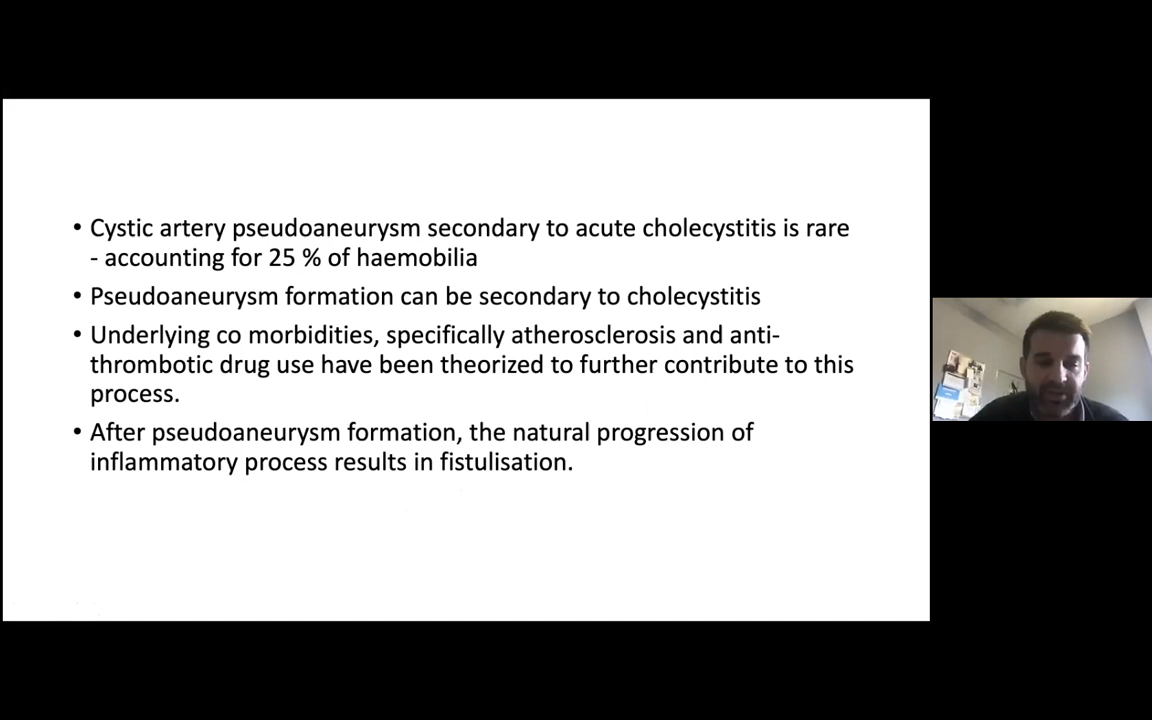 • Cystic artery pseudoaneurysm secondary to acute cholecystitis is rare
- accounting for 25 % of haemobilia
• Pseudoaneurysm formation can be secondary to cholecystitis
• Underlying co morbidities, specifically atherosclerosis and anti-
thrombotic drug use have been theorized to further contribute to this
process.
• After pseudoaneurysm formation, the natural progression of
inflammatory process results in fistulisation.